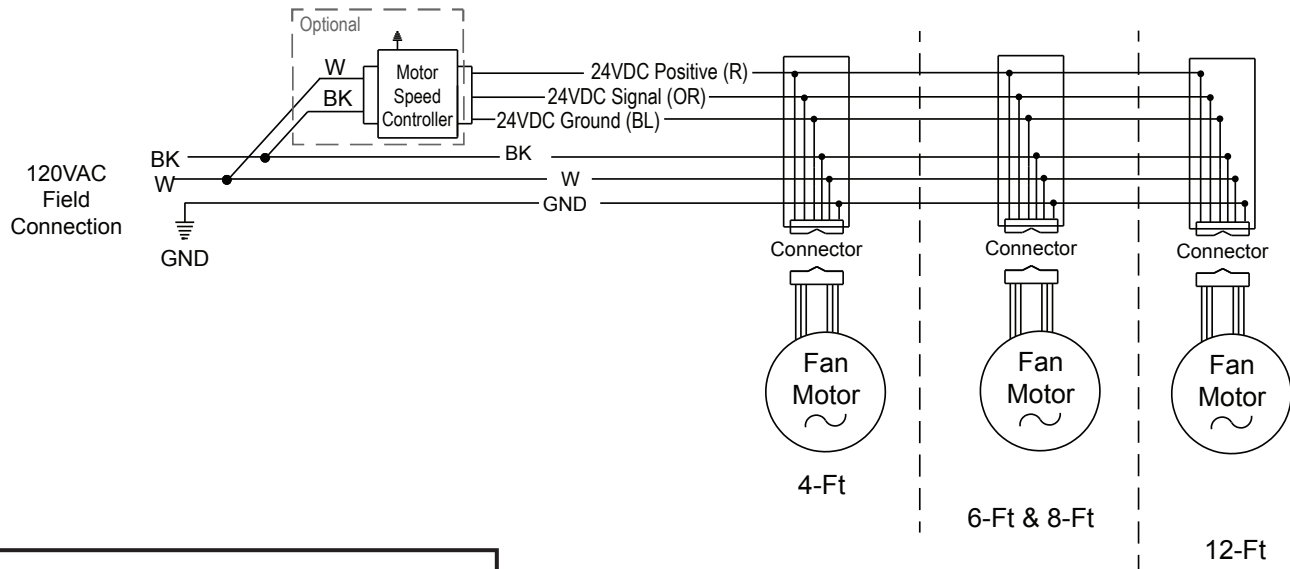 Optional
W
BK
Motor
Speed
Controller
24VDC Positive (R)
24VDC Signal (OR)
24VDC Ground (BL)
BK
W
120VAC
Field
Connection
GND
BK
W
GND
Connector
Connector
Connector
Fan
Motor
Fan
Motor
Fan
Motor
4-Ft
6-Ft & 8-Ft
12-Ft